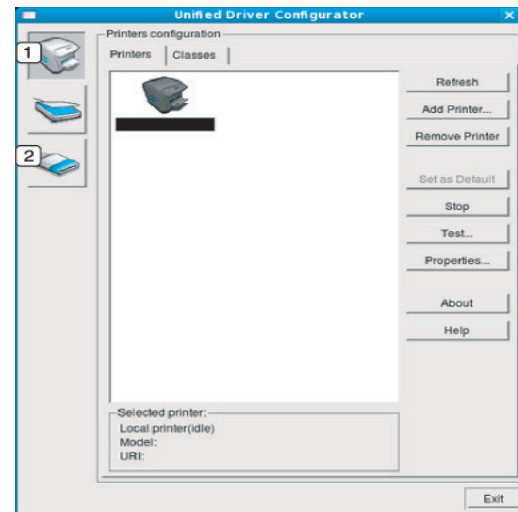 Unified Driver Configurator
Printers configuration
1
Printers Classes
Refresh
Add Printer...
Remove Printer
2
Set as Default
Stop
Test...
Properties...
About
Help
Selected printer:
Local printer(idle)
Model:
URI:
Exit